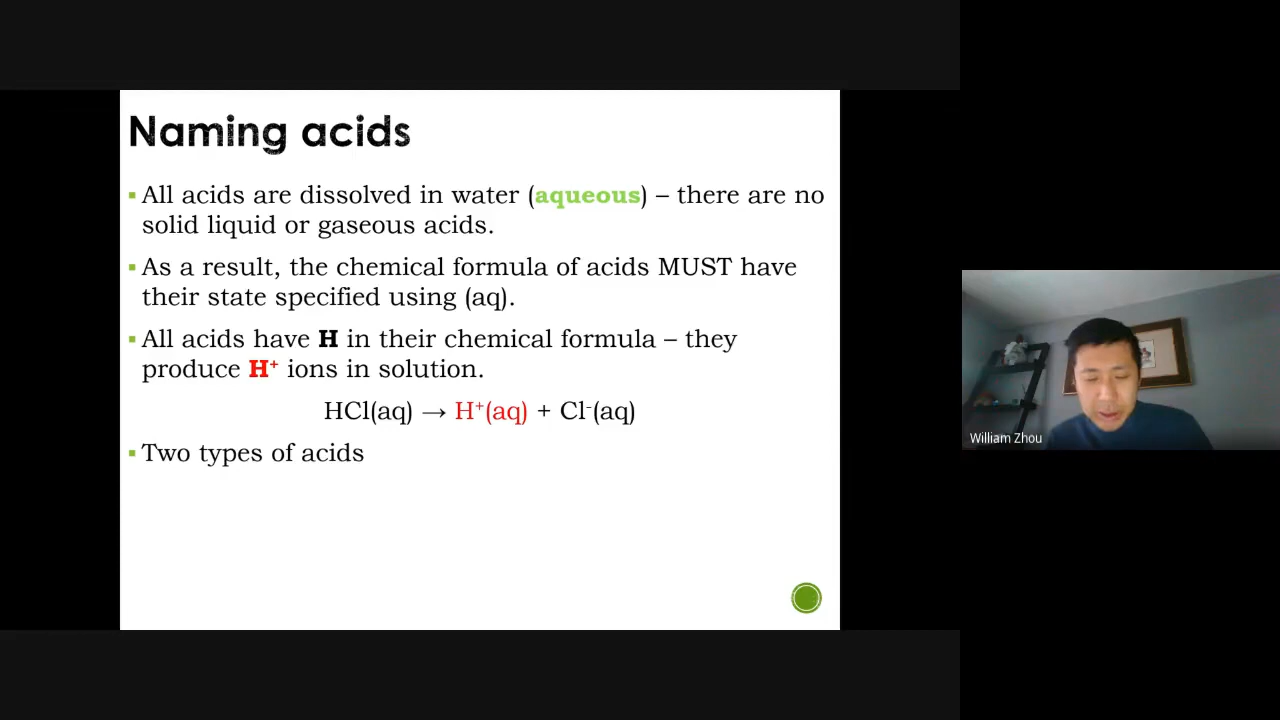 Naming acids
▪ All acids are dissolved in water (aqueous) – there are no
solid liquid or gaseous acids.
▪ As a result, the chemical formula of acids MUST have
their state specified using (aq).
▪ All acids have H in their chemical formula – they
produce H⁺ ions in solution.
HCl(aq) → H⁺(aq) + Cl⁻(aq)
▪ Two types of acids
William Zhou